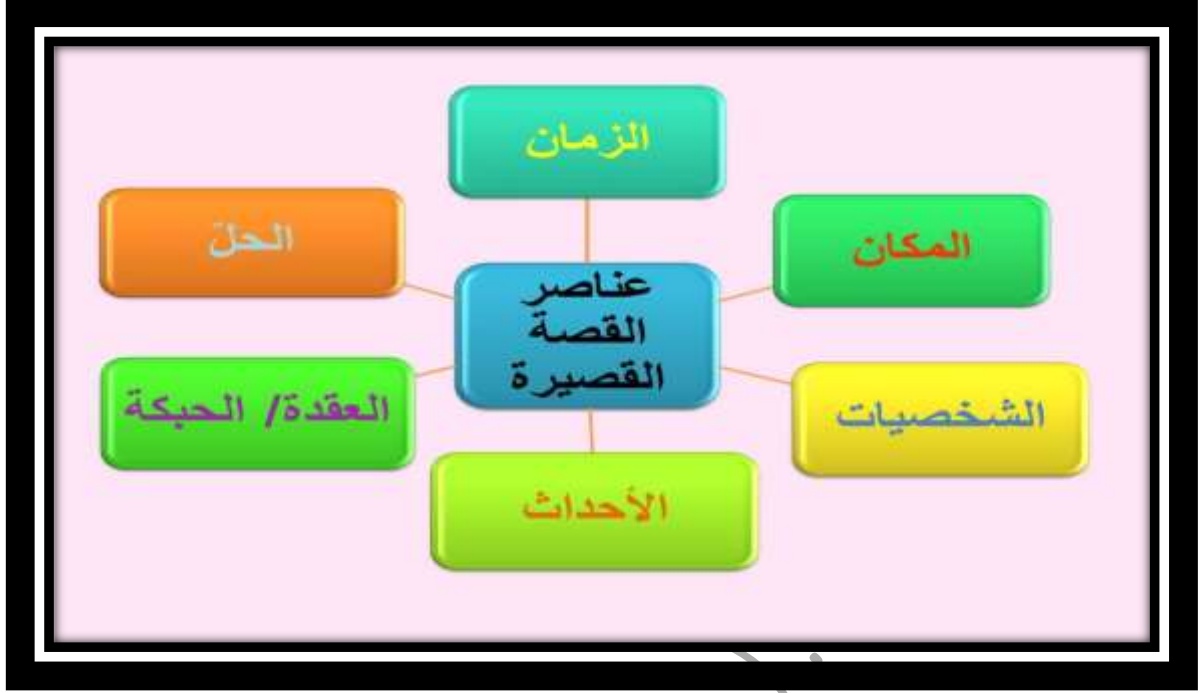 الزمان
المكان
الحل
عناصر
القصة
القصيرة
الشخصيات
العقدة/ الحبكة
الأحداث